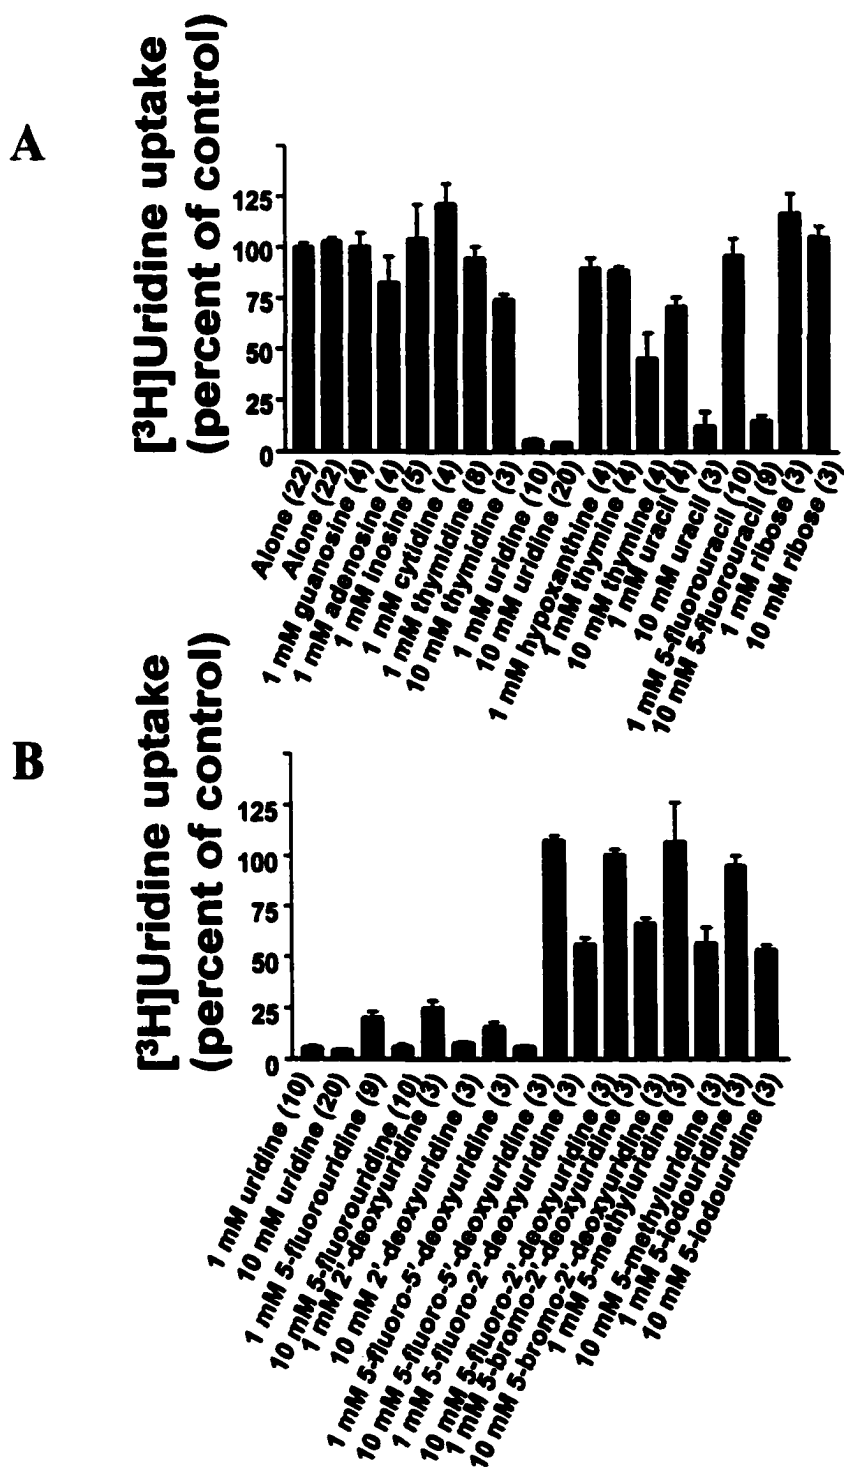 A
[³H]Uridine uptake
(percent of control)
125
100
75
50
25
0
Alone (22)
Alone (22)
1 mM guanosine (4)
1 mM adenosine (4)
1 mM inosine (5)
1 mM cytidine (4)
1 mM thymidine (8)
10 mM thymidine (3)
1 mM uridine (10)
10 mM uridine (20)
1 mM hypoxanthine (4)
1 mM thymine (4)
10 mM thymine (4)
1 mM uracil (4)
10 mM uracil (3)
1 mM 5-fluorouracil (10)
10 mM 5-fluorouracil (9)
1 mM ribose (3)
10 mM ribose (3)
B
[³H]Uridine uptake
(percent of control)
125
100
75
50
25
0
1 mM uridine (10)
10 mM uridine (20)
1 mM 5-fluorouridine (9)
10 mM 5-fluorouridine (10)
1 mM 2'-deoxyuridine (3)
10 mM 2'-deoxyuridine (3)
1 mM 5-fluoro-5'-deoxyuridine (3)
10 mM 5-fluoro-5'-deoxyuridine (3)
1 mM 5-fluoro-2'-deoxyuridine (3)
10 mM 5-fluoro-2'-deoxyuridine (3)
1 mM 5-bromo-2'-deoxyuridine (3)
10 mM 5-bromo-2'-deoxyuridine (3)
1 mM 5-methyluridine (3)
10 mM 5-methyluridine (3)
1 mM 5-iodouridine (3)
10 mM 5-iodouridine (3)